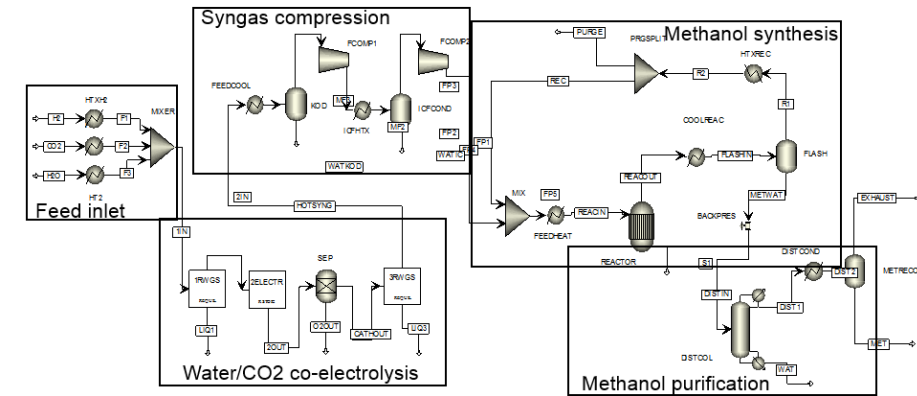 Syngas compression
FCOMP1
FCOMP2
FEEDCOOL
KOD
ICFHTX
ICFCOND
MF2
WATKOD
FP3
FP2
WATIC
FP1
Methanol synthesis
PURGE
PRGSPLIT
HTXREC
R2
REC
R1
COOLREAC
FLASH
FLASHIN
REACOUT
METWAT
MIX
FP5
REACIN
FEEDHEAT
BACKPRES
REACTOR
S1
HTXH2
MIXER
H2
F1
CO2
F2
H2O
F3
HT2
Feed inlet
1IN
2IN
HOTSYNG
1RWGS
2ELECTR
SEP
3RWGS
LIQ1
2OUT
O2OUT
CATHOUT
LIQ3
Water/CO2 co-electrolysis
DISTCOND
EXHAUST
DIST2
METRECO
DISTIN
DIST1
DISTCOL
WAT
MET
Methanol purification